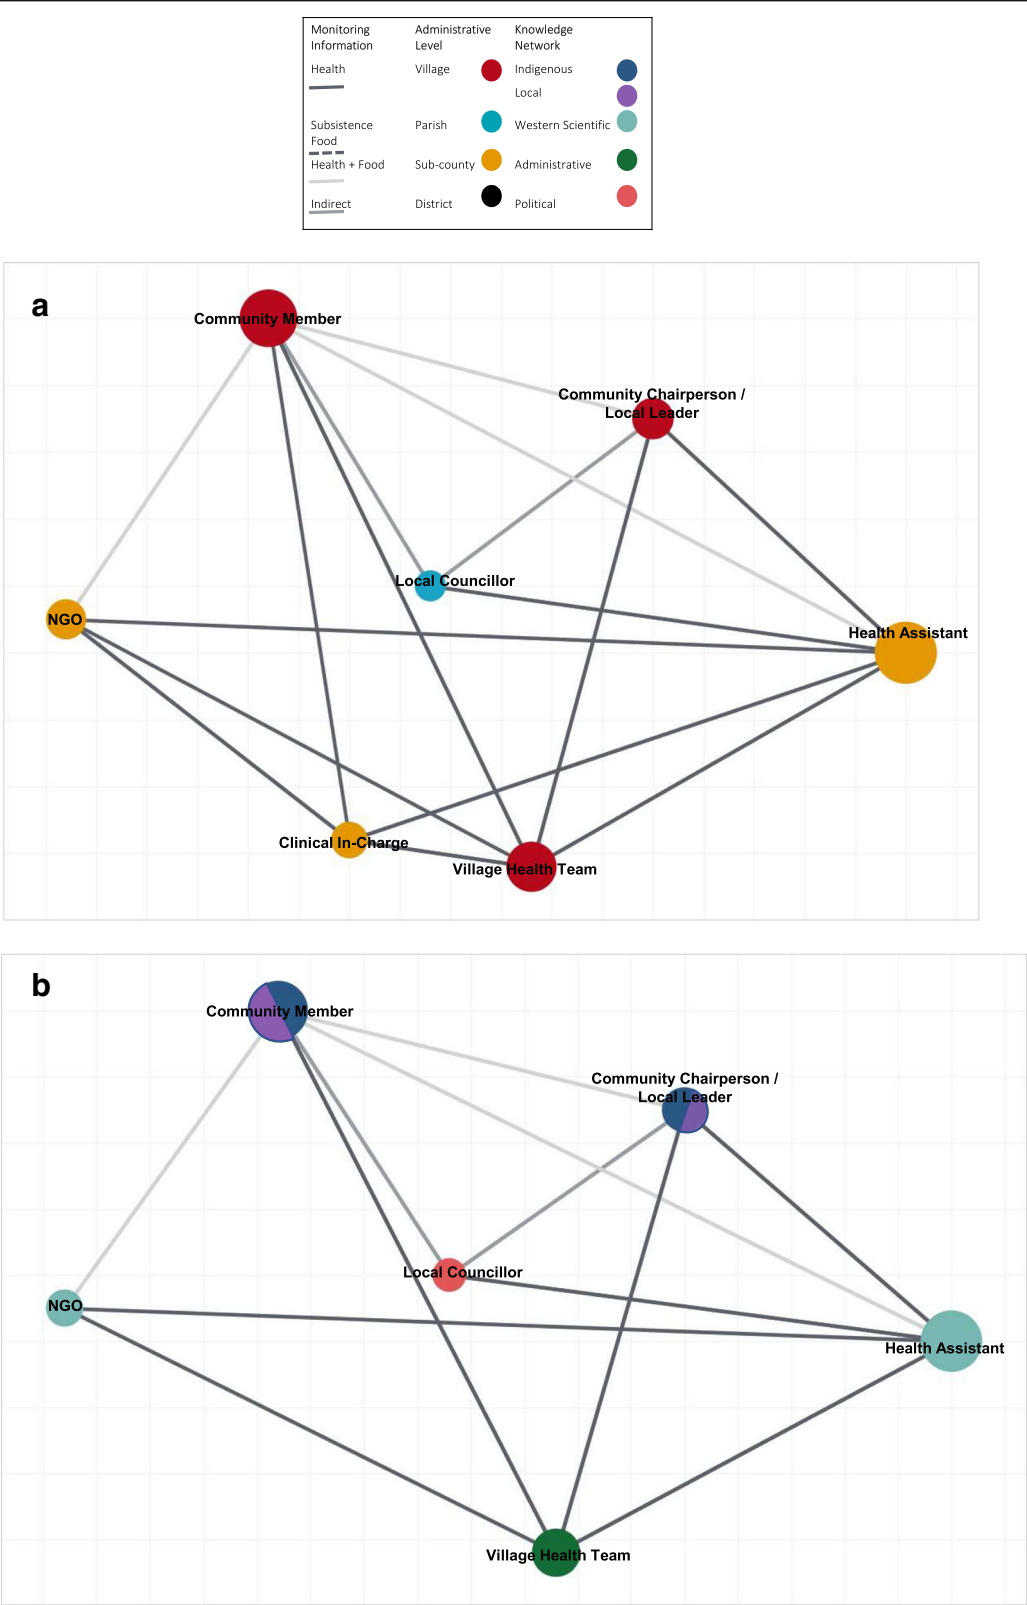 Monitoring Information
Administrative Level
Knowledge Network
Health
Village
Indigenous
Local
Subsistence Food
Parish
Western Scientific
Health + Food
Sub-county
Administrative
Indirect
District
Political
a
Community Member
Community Chairperson /
Local Leader
Local Councillor
NGO
Health Assistant
Clinical In-Charge
Village Health Team
b
Community Member
Community Chairperson /
Local Leader
Local Councillor
NGO
Health Assistant
Village Health Team